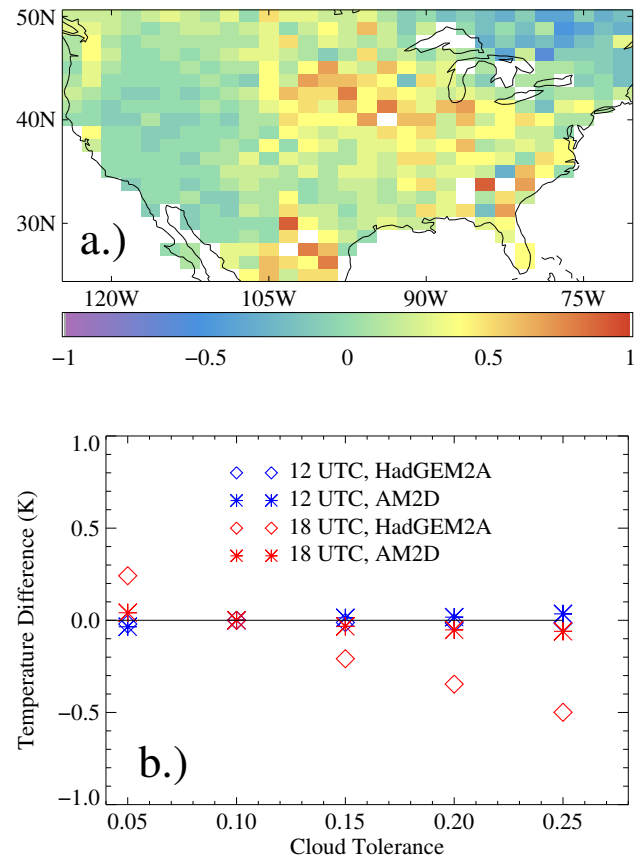 50N
40N
30N
a.)
120W 105W 90W 75W
−1 −0.5 0 0.5 1
1.0
0.5
0.0
−0.5
−1.0
Temperature Difference (K)
12 UTC, HadGEM2A
12 UTC, AM2D
18 UTC, HadGEM2A
18 UTC, AM2D
b.)
0.05 0.10 0.15 0.20 0.25
Cloud Tolerance